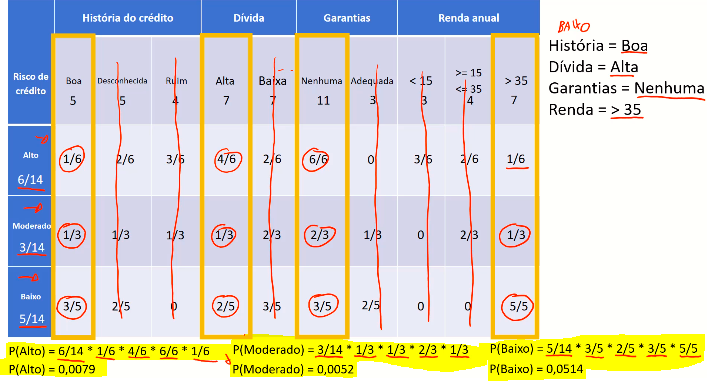 História do crédito Dívida Garantias Renda anual
Risco de crédito Boa 5 Desconhecida 5 Ruim 4 Alta 7 Baixa 7 Nenhuma 11 Adequada 3 < 15 3 >= 15 <= 35 4 > 35 7
Alto 6/14 1/6 2/6 3/6 4/6 2/6 6/6 0 3/6 2/6 1/6
Moderado 3/14 1/3 1/3 1/3 1/3 2/3 2/3 1/3 0 2/3 1/3
Baixo 5/14 3/5 2/5 0 2/5 3/5 3/5 2/5 0 0 5/5
BAIXO
História = Boa
Dívida = Alta
Garantias = Nenhuma
Renda = > 35
P(Alto) = 6/14 * 1/6 * 4/6 * 6/6 * 1/6
P(Alto) = 0,0079
P(Moderado) = 3/14 * 1/3 * 1/3 * 2/3 * 1/3
P(Moderado) = 0,0052
P(Baixo) = 5/14 * 3/5 * 2/5 * 3/5 * 5/5
P(Baixo) = 0,0514